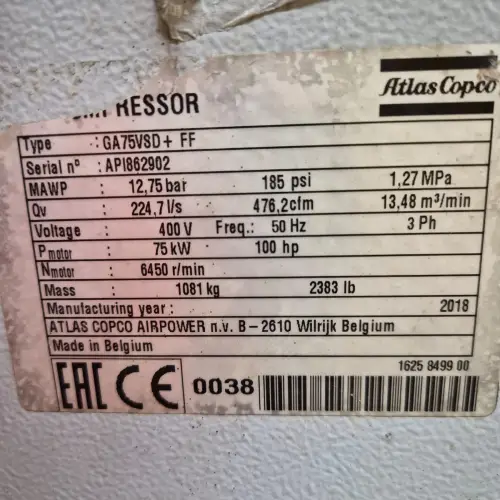 Atlas Copco
RESSOR
Type : GA75VSD+ FF
Serial n° : API862902
MAWP : 12,75 bar 185 psi 1,27 MPa
Qv : 224,7 l/s 476,2cfm 13,48 m³/min
Voltage : 400 V Freq.: 50 Hz 3 Ph
Pmotor : 75 kW 100 hp
Nmotor : 6450 r/min
Mass : 1081 kg 2383 lb
Manufacturing year : 2018
ATLAS COPCO AIRPOWER n.v. B-2610 Wilrijk Belgium
Made in Belgium
1625 8499 00
EAC CE 0038